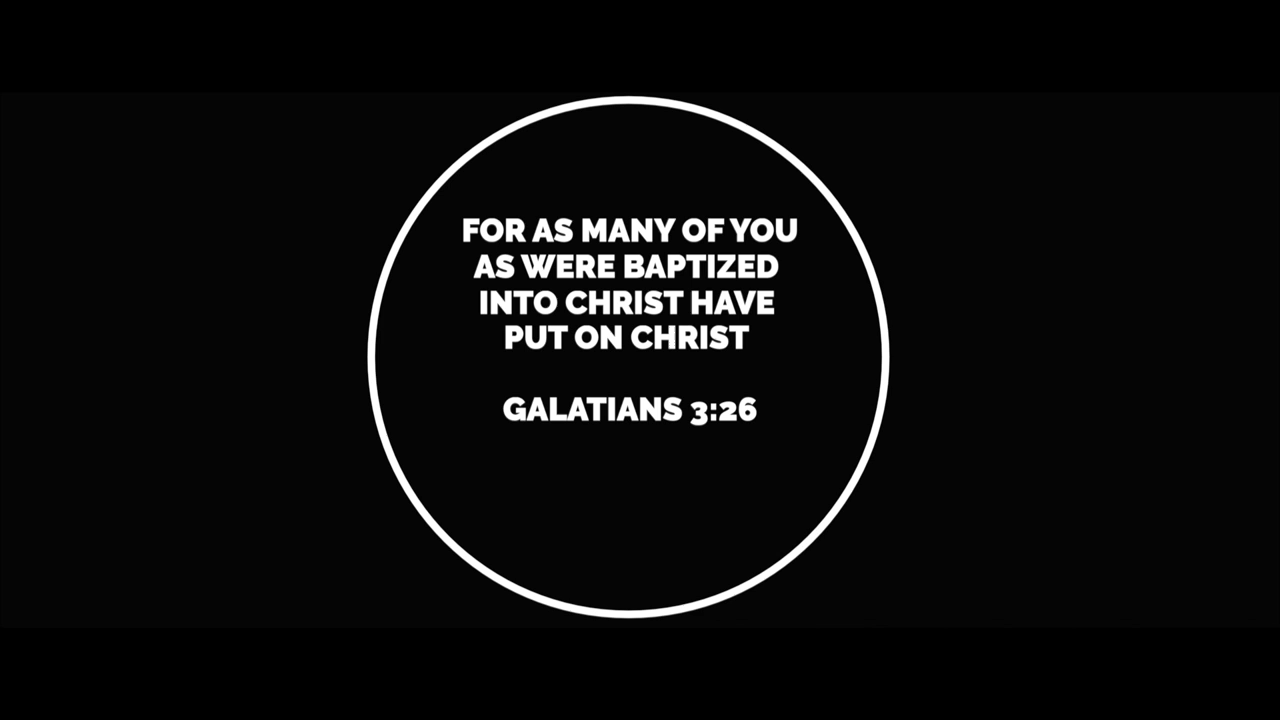 FOR AS MANY OF YOU
AS WERE BAPTIZED
INTO CHRIST HAVE
PUT ON CHRIST
GALATIANS 3:26